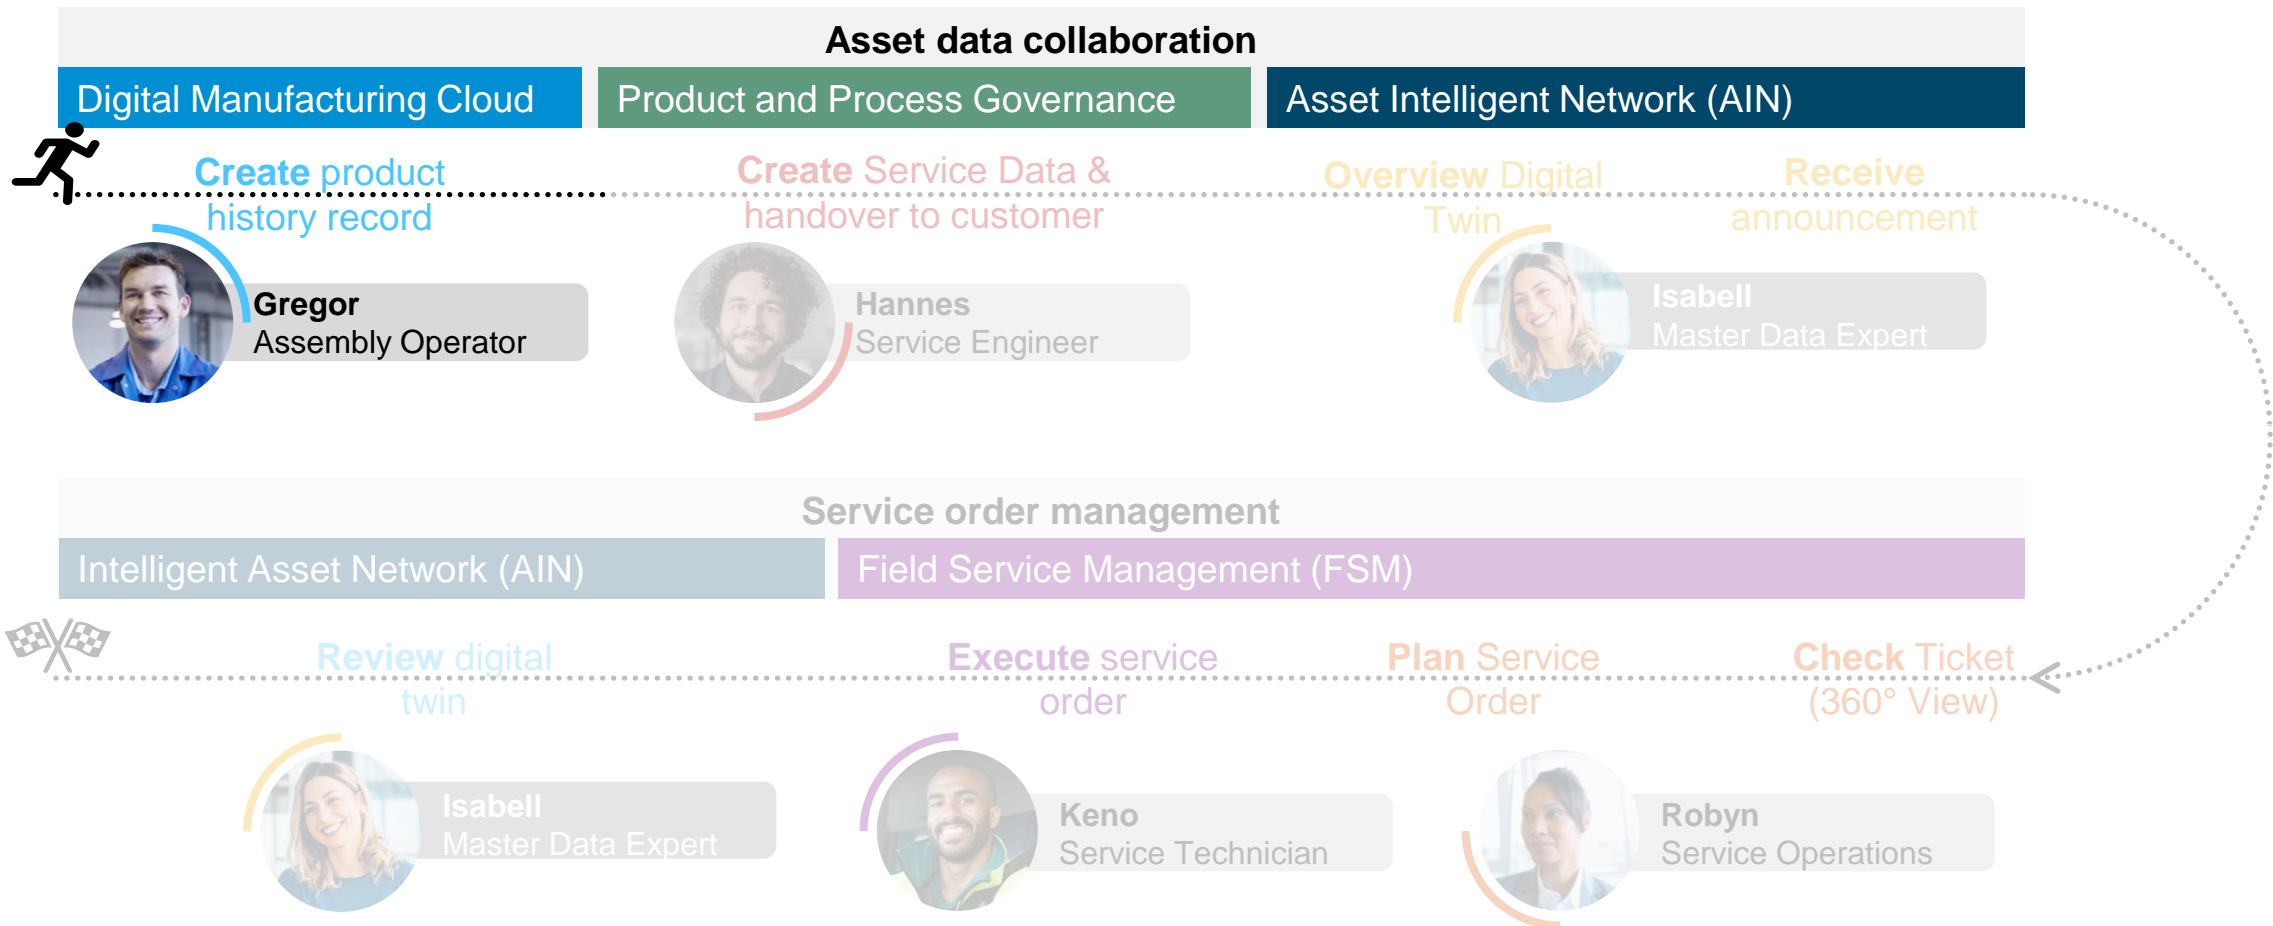 Asset data collaboration
Digital Manufacturing Cloud
Product and Process Governance
Asset Intelligent Network (AIN)
Create product
history record
Create Service Data &
handover to customer
Overview Digital
Twin
Receive
announcement
Gregor
Assembly Operator
Hannes
Service Engineer
Isabell
Master Data Expert
Service order management
Intelligent Asset Network (AIN)
Field Service Management (FSM)
Review digital
twin
Execute service
order
Plan Service
Order
Check Ticket
(360° View)
Isabell
Master Data Expert
Keno
Service Technician
Robyn
Service Operations